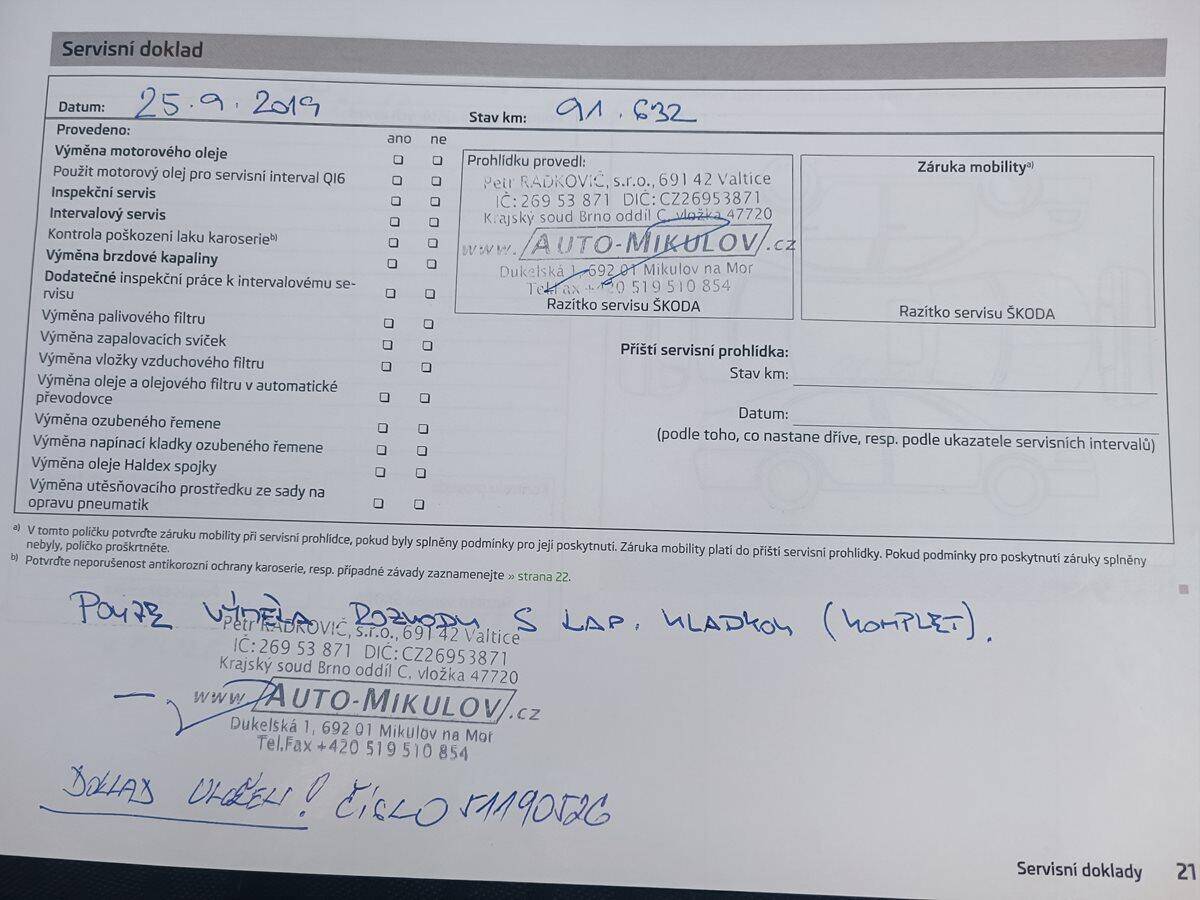 Servisní doklad
Datum: 25.9.2019 Stav km: 91.632
Provedeno:
ano ne
Výměna motorového oleje
Použit motorový olej pro servisní interval QI6
Inspekční servis
Intervalový servis
Kontrola poškození laku karoserie b)
Výměna brzdové kapaliny
Dodatečné inspekční práce k intervalovému se-
rvisu
Výměna palivového filtru
Výměna zapalovacích svíček
Výměna vložky vzduchového filtru
Výměna oleje a olejového filtru v automatické
převodovce
Výměna ozubeného řemene
Výměna napínací kladky ozubeného řemene
Výměna oleje Haldex spojky
Výměna utěsňovacího prostředku ze sady na
opravu pneumatik
Prohlídku provedl:
Petr RADKOVIČ, s.r.o., 691 42 Valtice
IČ: 269 53 871 DIČ: CZ26953871
Krajský soud Brno oddíl C, vložka 47720
www.AUTO-MIKULOV.cz
Dukelská 1, 692 01 Mikulov na Mor
Tel.Fax +420 519 510 854
Razítko servisu ŠKODA
Záruka mobility a)
Razítko servisu ŠKODA
Příští servisní prohlídka:
Stav km:
Datum:
(podle toho, co nastane dříve, resp. podle ukazatele servisních intervalů)
a) V tomto políčku potvrďte záruku mobility při servisní prohlídce, pokud byly splněny podmínky pro její poskytnutí. Záruka mobility platí do příští servisní prohlídky. Pokud podmínky pro poskytnutí záruky splněny
nebyly, políčko proškrtněte.
b) Potvrďte neporušenost antikorozní ochrany karoserie, resp. případné závady zaznamenejte » strana 22.
POUZE ROZVODU S KLADKOU (KOMPLET).
Petr RADKOVIČ, s.r.o., 691 42 Valtice
IČ: 269 53 871 DIČ: CZ26953871
Krajský soud Brno oddíl C, vložka 47720
www.AUTO-MIKULOV.cz
Dukelská 1, 692 01 Mikulov na Mor
Tel.Fax +420 519 510 854
DOKLAD ULOŽEN! ČÍSLO 51190526
Servisní doklady 21